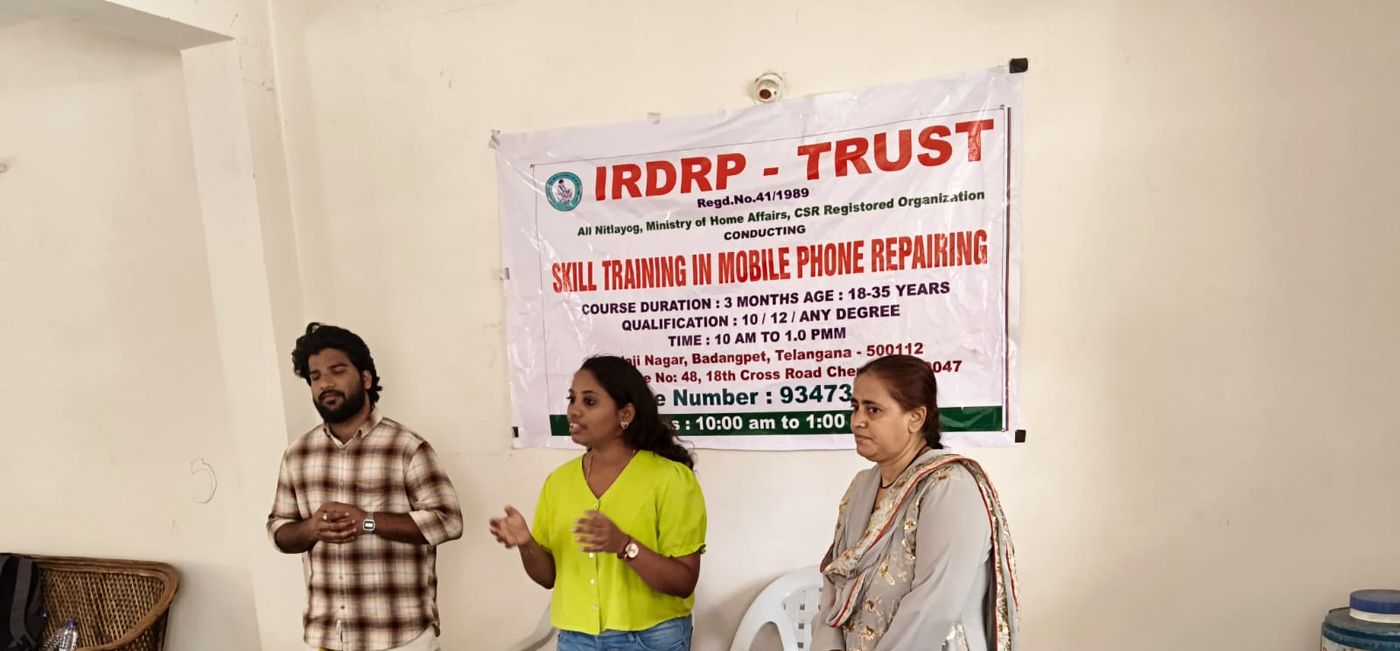 IRDRP - TRUST
Regd.No.41/1989
All Nitlayog, Ministry of Home Affairs, CSR Registered Organization
CONDUCTING
SKILL TRAINING IN MOBILE PHONE REPAIRING
COURSE DURATION : 3 MONTHS AGE : 18-35 YEARS
QUALIFICATION : 10 / 12 / ANY DEGREE
TIME : 10 AM TO 1.0 PMM
Nagar, Badangpet, Telangana - 500112
No: 48, 18th Cross Road
Number : 93473
: 10:00 am to 1:00